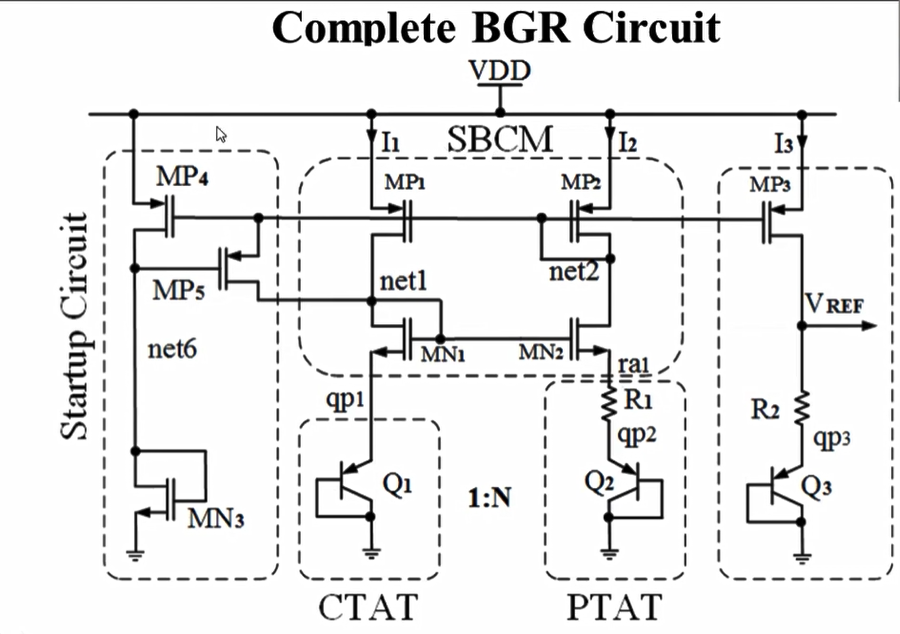 Complete BGR Circuit
VDD
I1
SBCM
I2
I3
MP4
MP1
MP2
MP3
Startup Circuit
MP5
net1
net2
VREF
net6
MN1
MN2
ra1
qp1
R1
qp2
R2
qp3
Q1
1:N
Q2
Q3
MN3
CTAT
PTAT